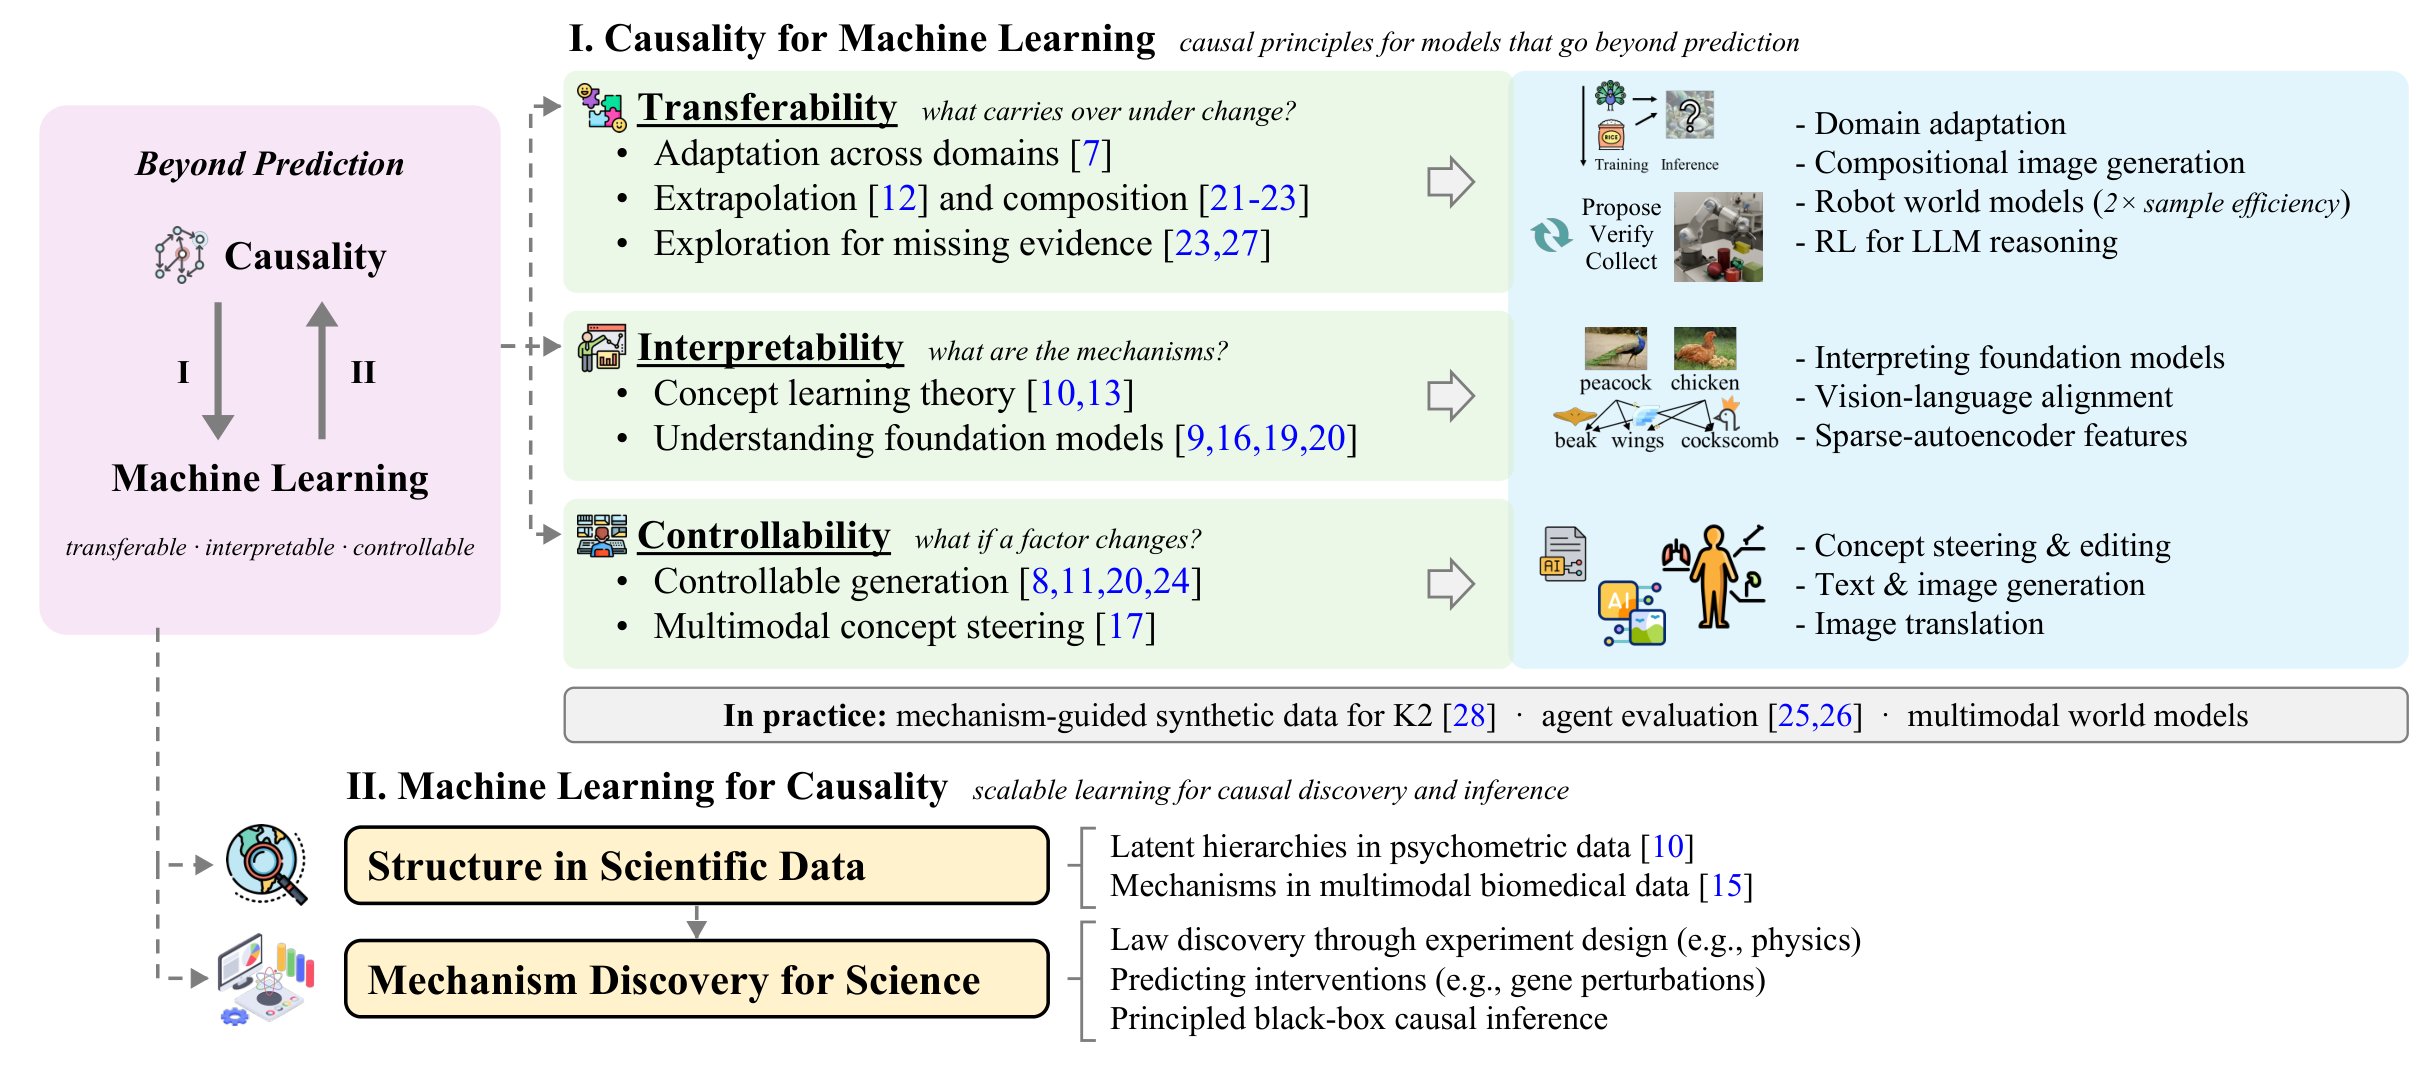 I. Causality for Machine Learning causal principles for models that go beyond prediction
Beyond Prediction
Causality
I
II
Machine Learning
transferable · interpretable · controllable
Transferability what carries over under change?
• Adaptation across domains [7]
• Extrapolation [12] and composition [21-23]
• Exploration for missing evidence [23,27]
RICE
?
Training Inference
Propose
Verify
Collect
- Domain adaptation
- Compositional image generation
- Robot world models (2× sample efficiency)
- RL for LLM reasoning
Interpretability what are the mechanisms?
• Concept learning theory [10,13]
• Understanding foundation models [9,16,19,20]
peacock chicken
beak wings cockscomb
- Interpreting foundation models
- Vision-language alignment
- Sparse-autoencoder features
Controllability what if a factor changes?
• Controllable generation [8,11,20,24]
• Multimodal concept steering [17]
AI
AI
- Concept steering & editing
- Text & image generation
- Image translation
In practice: mechanism-guided synthetic data for K2 [28] · agent evaluation [25,26] · multimodal world models
II. Machine Learning for Causality scalable learning for causal discovery and inference
Structure in Scientific Data
Latent hierarchies in psychometric data [10]
Mechanisms in multimodal biomedical data [15]
Mechanism Discovery for Science
Law discovery through experiment design (e.g., physics)
Predicting interventions (e.g., gene perturbations)
Principled black-box causal inference